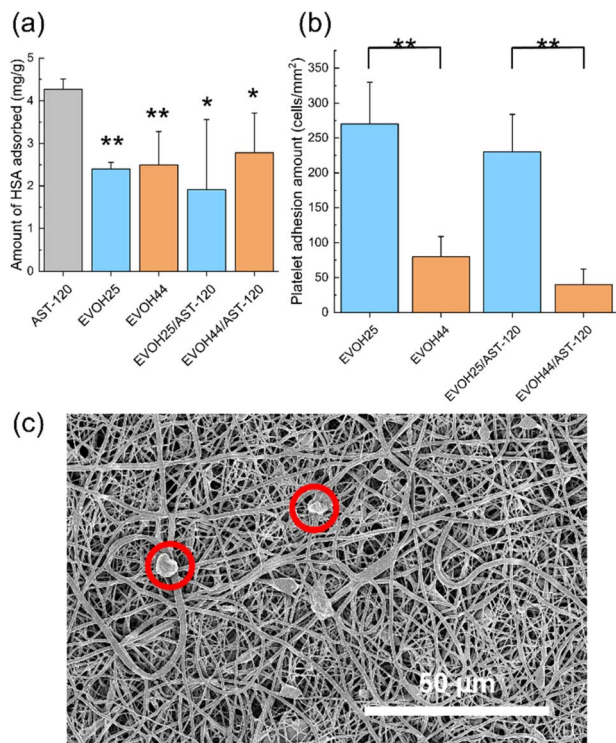 (a)
Amount of HSA adsorbed (mg/g)
5
4
3
2
1
0
**
**
*
*
AST-120
EVOH25
EVOH44
EVOH25/AST-120
EVOH44/AST-120
(b)
Platelet adhesion amount (cells/mm²)
350
300
250
200
150
100
50
0
**
**
EVOH25
EVOH44
EVOH25/AST-120
EVOH44/AST-120
(c)
50 μm